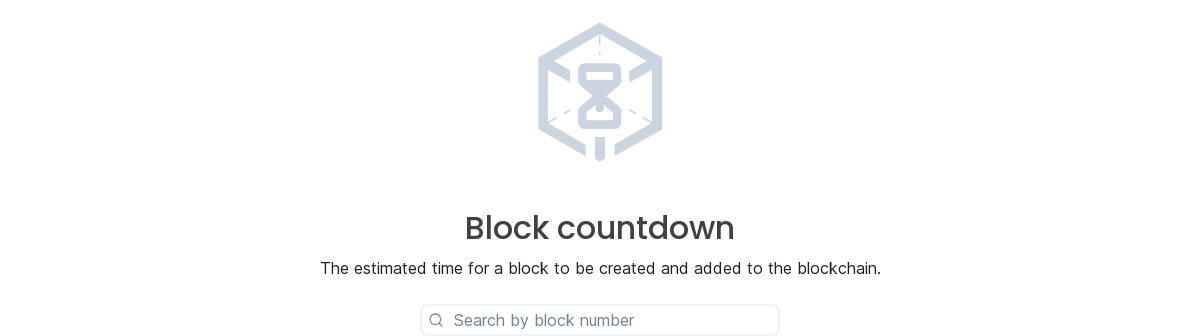 Block countdown
The estimated time for a block to be created and added to the blockchain.
Search by block number